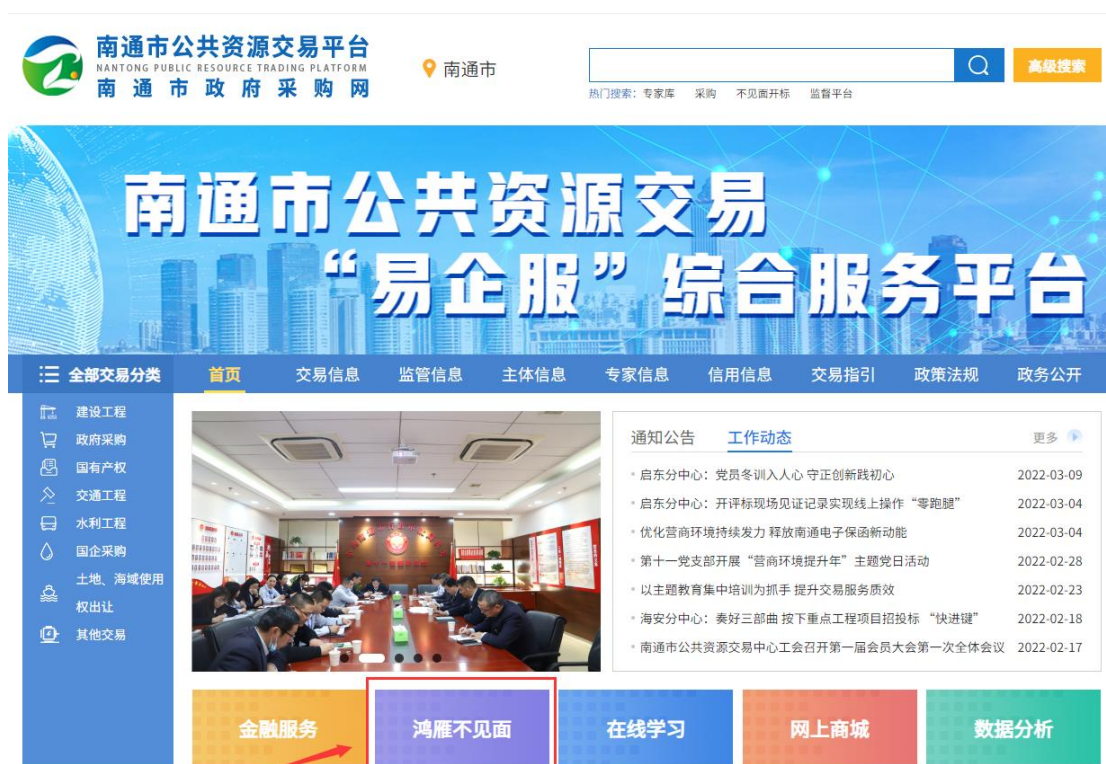 南通市公共资源交易平台
NANTONG PUBLIC RESOURCE TRADING PLATFORM
南通市政府采购网
南通市
高级搜索
热门搜索: 专家库 采购 不见面开标 监督平台
南通市公共资源交易
“易企服”综合服务平台
全部交易分类 首页 交易信息 监管信息 主体信息 专家信息 信用信息 交易指引 政策法规 政务公开
建设工程
政府采购
国有产权
交通工程
水利工程
国企采购
土地、海域使用
权出让
其他交易
通知公告 工作动态 更多
启东分中心：党员冬训入人心 守正创新践初心 2022-03-09
启东分中心：开评标现场见证记录实现线上操作“零跑腿” 2022-03-04
优化营商环境持续发力 释放南通电子保函新动能 2022-03-04
第十一党支部开展“营商环境提升年”主题党日活动 2022-02-28
以主题教育集中培训为抓手 提升交易服务质效 2022-02-23
海安分中心：奏好三部曲 按下重点工程项目招投标 “快进键” 2022-02-18
南通市公共资源交易中心工会召开第一届会员大会第一次全体会议 2022-02-17
金融服务 鸿雁不见面 在线学习 网上商城 数据分析